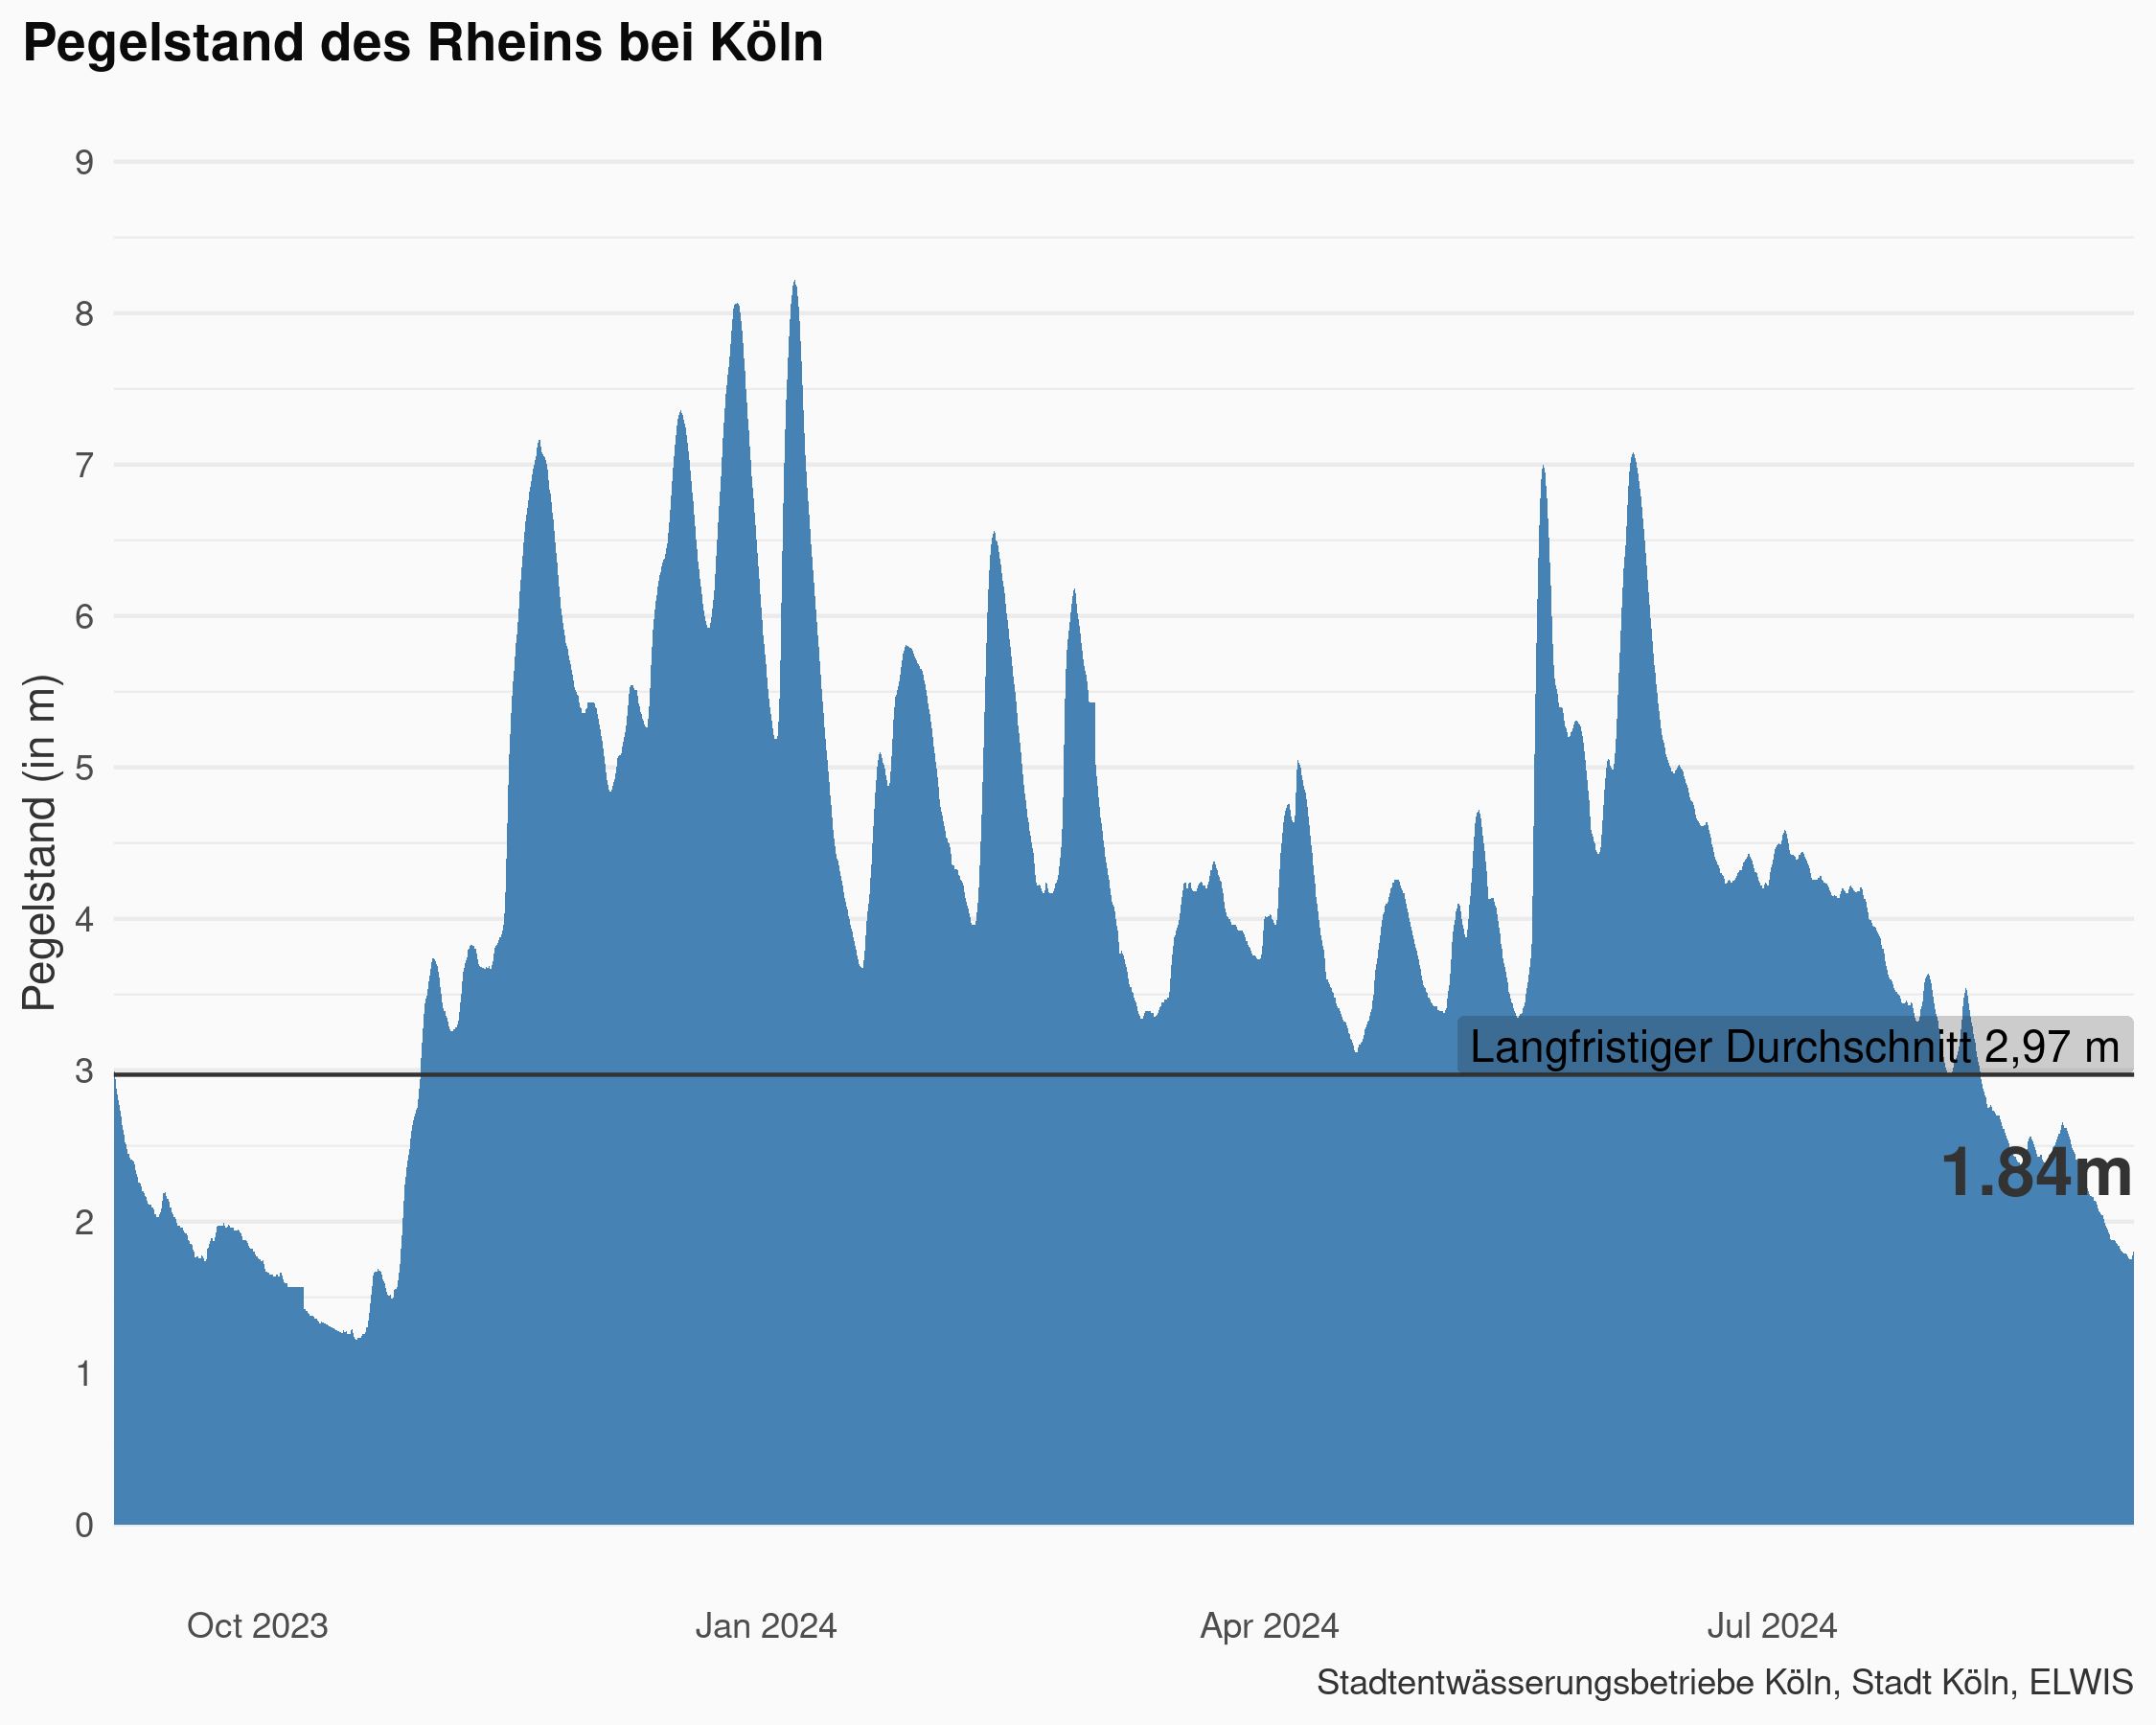 Pegelstand des Rheins bei Köln
Pegelstand (in m)
9
8
7
6
5
4
3
2
1
0
Langfristiger Durchschnitt 2,97 m
1.84m
Oct 2023
Jan 2024
Apr 2024
Jul 2024
Stadtentwässerungsbetriebe Köln, Stadt Köln, ELWIS